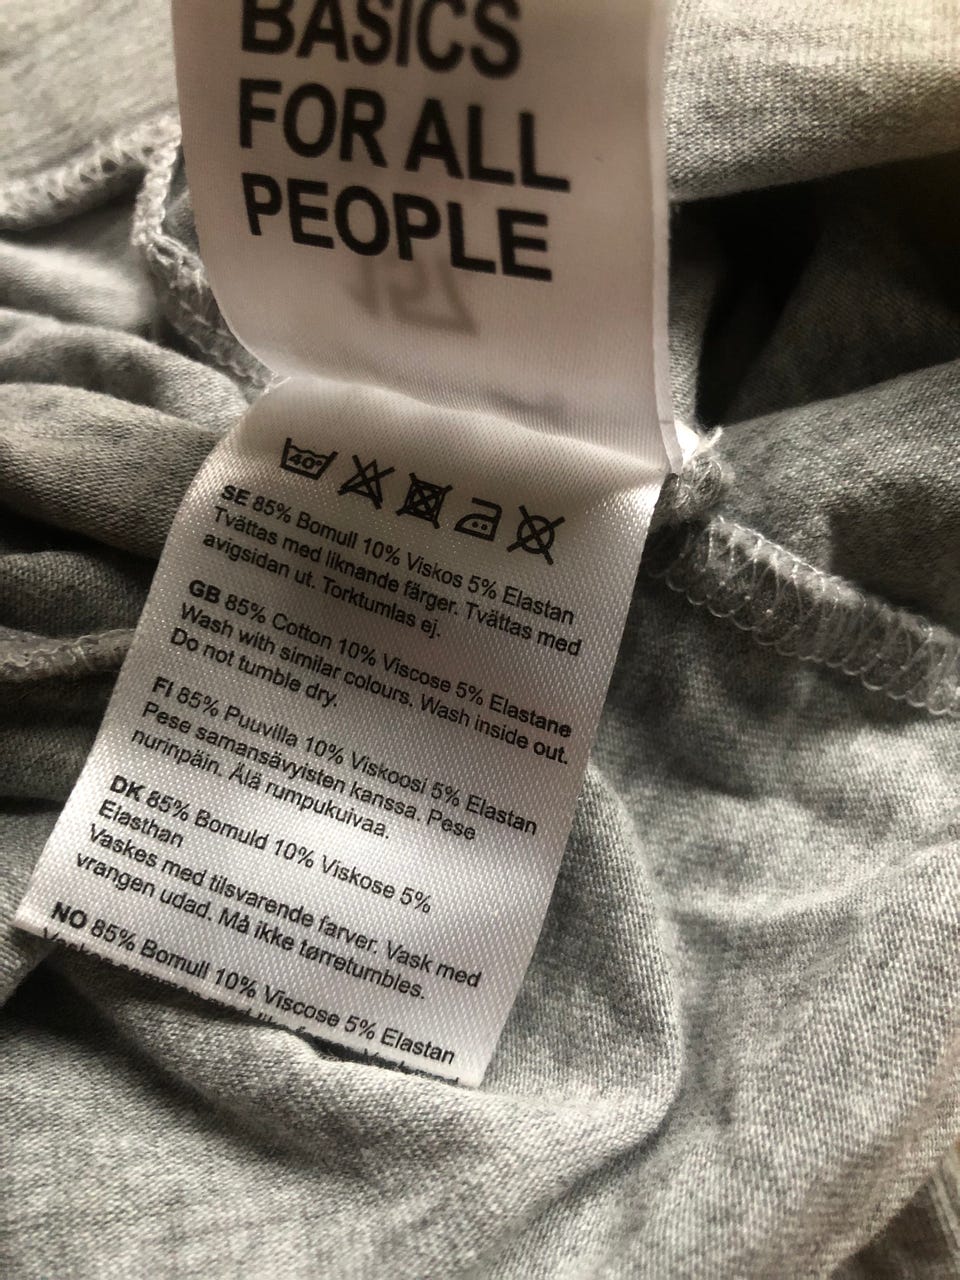 BASICS
FOR ALL
PEOPLE
40°
SE 85% Bomull 10% Viskos 5% Elastan
Tvättas med liknande färger. Tvättas med
avigsidan ut. Torktumlas ej.
GB 85% Cotton 10% Viscose 5% Elastane
Wash with similar colours. Wash inside out.
Do not tumble dry.
FI 85% Puuvilla 10% Viskoosi 5% Elastan
Pese samansävyisten kanssa. Pese
nurinpäin. Älä rumpukuivaa.
DK 85% Bomuld 10% Viskose 5%
Elasthan
Vaskes med tilsvarende farver. Vask med
vrangen udad. Må ikke tørretumbles.
NO 85% Bomull 10% Viscose 5% Elastan